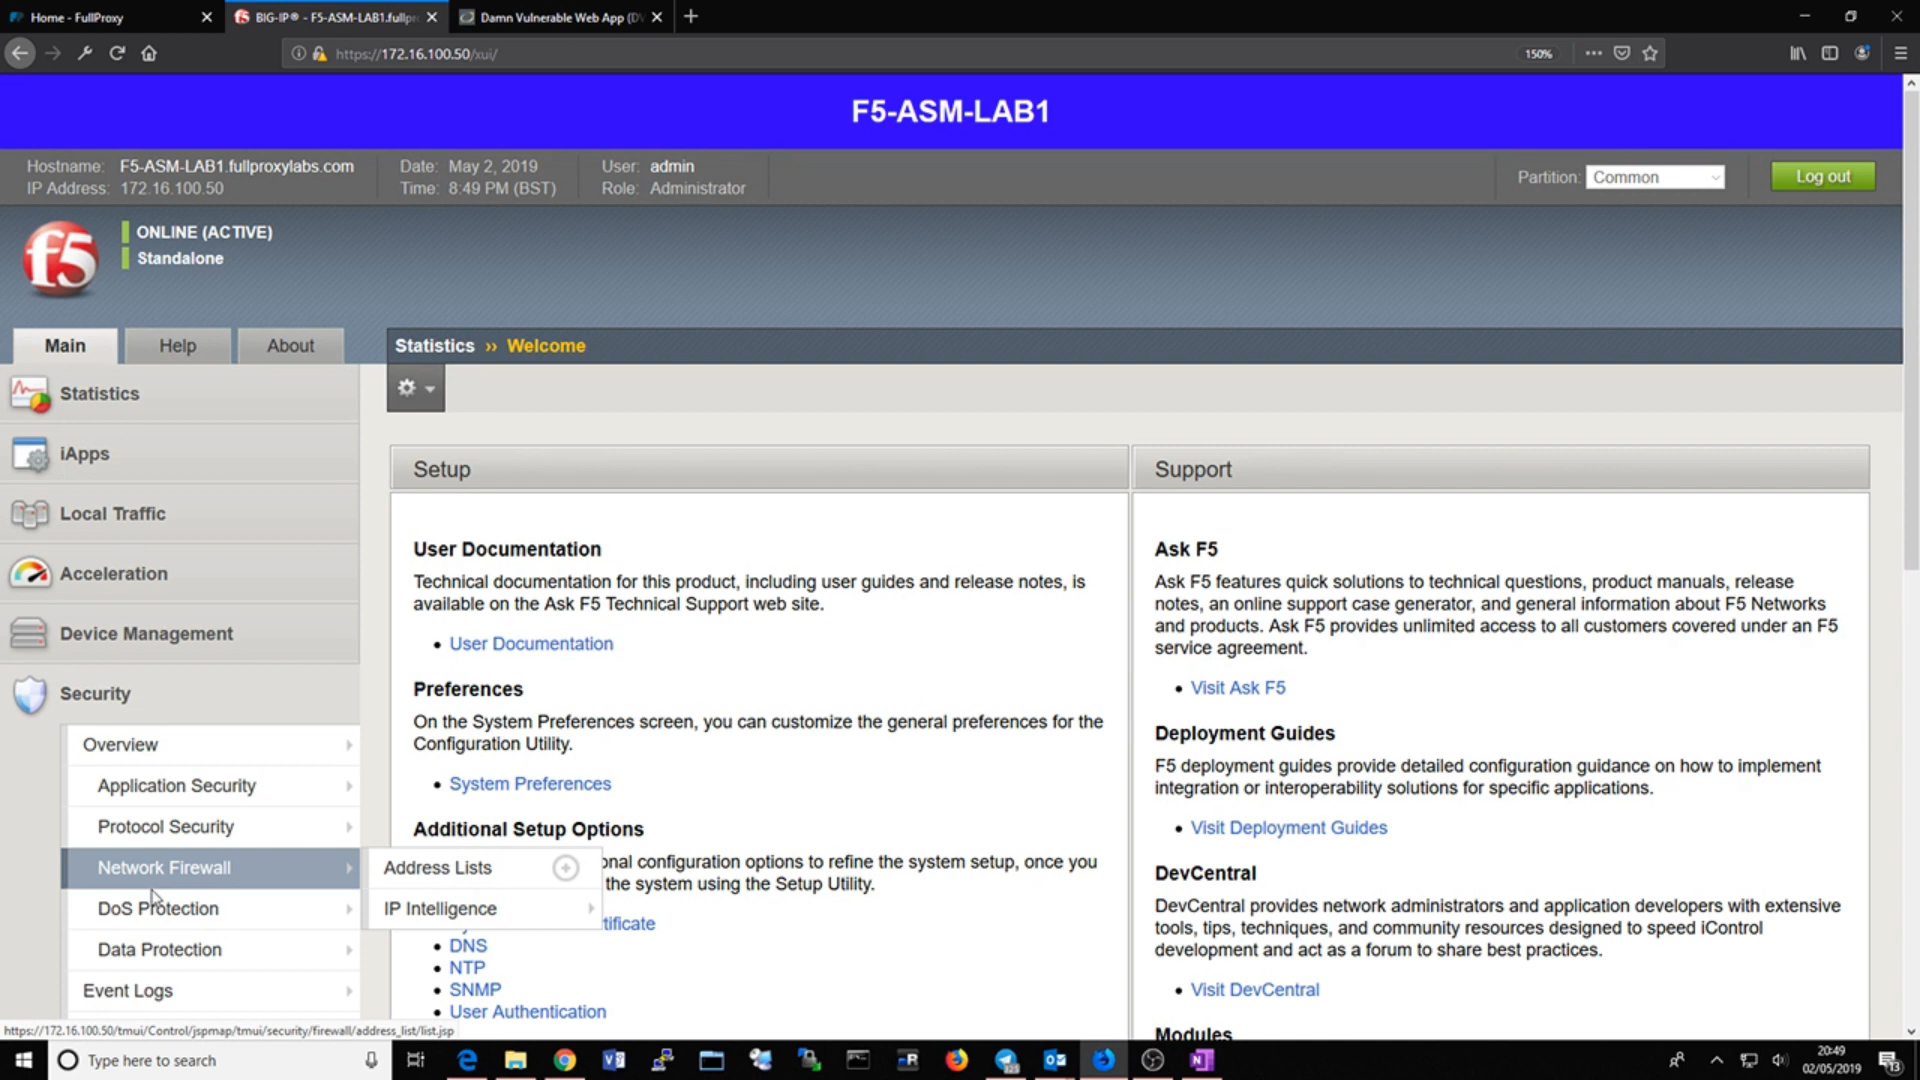 Home - FullProxy
BIG-IP® - F5-ASM-LAB1.fullpr
Damn Vulnerable Web App (DV
https://172.16.100.50/xui/
150%
F5-ASM-LAB1
Hostname: F5-ASM-LAB1.fullproxylabs.com
IP Address: 172.16.100.50
Date: May 2, 2019
Time: 8:49 PM (BST)
User: admin
Role: Administrator
Partition: Common
Log out
f5
ONLINE (ACTIVE)
Standalone
Main
Help
About
Statistics ›› Welcome
Statistics
iApps
Local Traffic
Acceleration
Device Management
Security
Overview
Application Security
Protocol Security
Network Firewall
DoS Protection
Data Protection
Event Logs
Address Lists
IP Intelligence
Setup
User Documentation
Technical documentation for this product, including user guides and release notes, is
available on the Ask F5 Technical Support web site.
• User Documentation
Preferences
On the System Preferences screen, you can customize the general preferences for the
Configuration Utility.
• System Preferences
Additional Setup Options
onal configuration options to refine the system setup, once you
the system using the Setup Utility.
tificate
• DNS
• NTP
• SNMP
• User Authentication
Support
Ask F5
Ask F5 features quick solutions to technical questions, product manuals, release
notes, an online support case generator, and general information about F5 Networks
and products. Ask F5 provides unlimited access to all customers covered under an F5
service agreement.
• Visit Ask F5
Deployment Guides
F5 deployment guides provide detailed configuration guidance on how to implement
integration or interoperability solutions for specific applications.
• Visit Deployment Guides
DevCentral
DevCentral provides network administrators and application developers with extensive
tools, tips, techniques, and community resources designed to speed iControl
development and act as a forum to share best practices.
• Visit DevCentral
Modules
https://172.16.100.50/tmui/Control/jspmap/tmui/security/firewall/address_list/list.jsp
Type here to search
20:49
02/05/2019
13